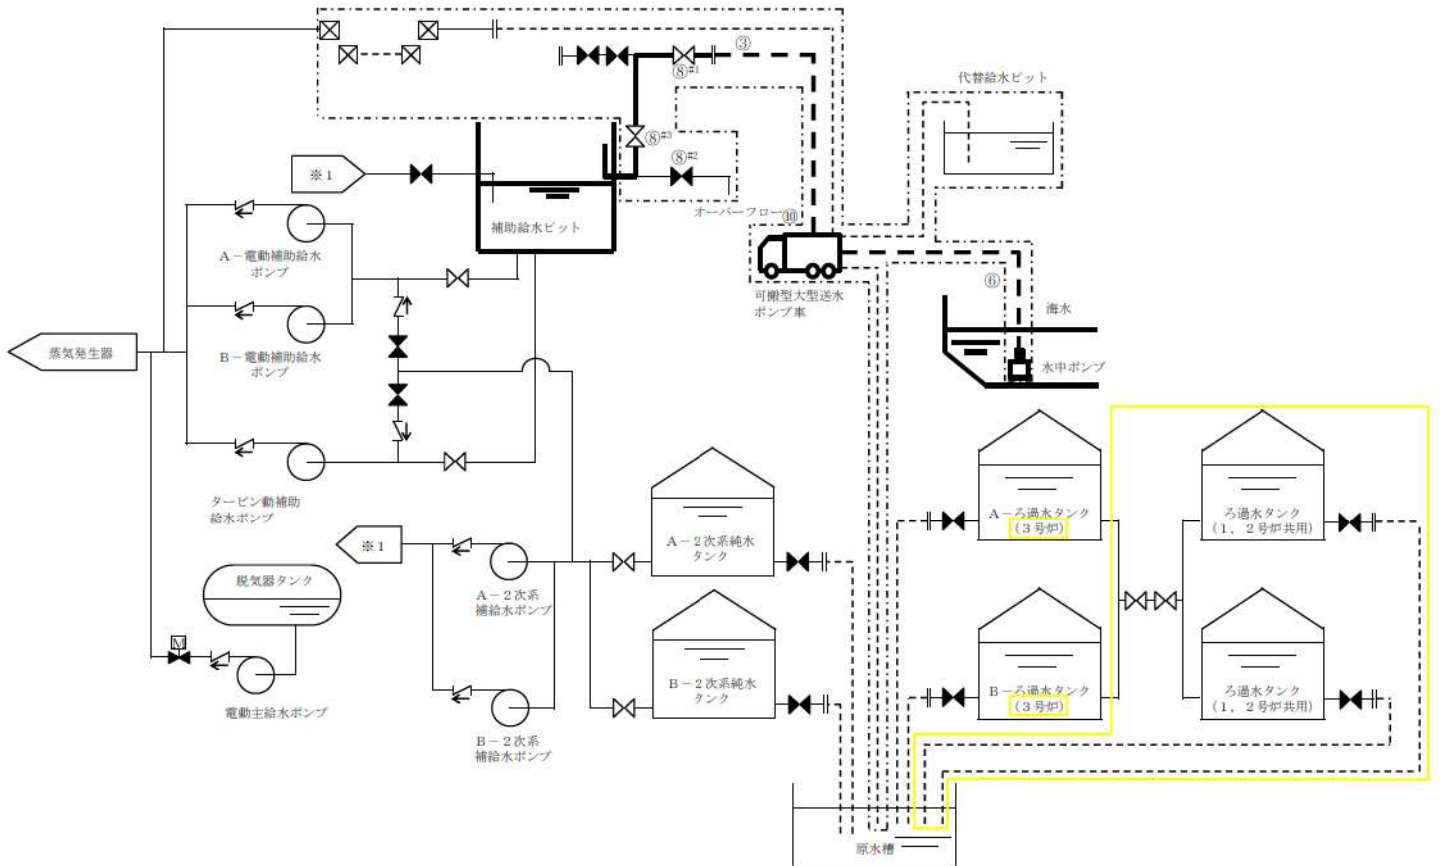 ③
⑧#1
代替給水ピット
⑧#3
⑧#2
※1
オーバーフロー
⑩
補助給水ピット
A-電動補助給水
ポンプ
⑥
可搬型大型送水
ポンプ車
海水
蒸気発生器
B-電動補助給水
ポンプ
水中ポンプ
タービン動補助
給水ポンプ
A-ろ過水タンク
(3号炉)
ろ過水タンク
(1,2号炉共用)
※1
A-2次系純水
タンク
脱気器タンク
A-2次系
補給水ポンプ
M
B-2次系純水
タンク
B-ろ過水タンク
(3号炉)
ろ過水タンク
(1,2号炉共用)
電動主給水ポンプ
B-2次系
補給水ポンプ
原水槽